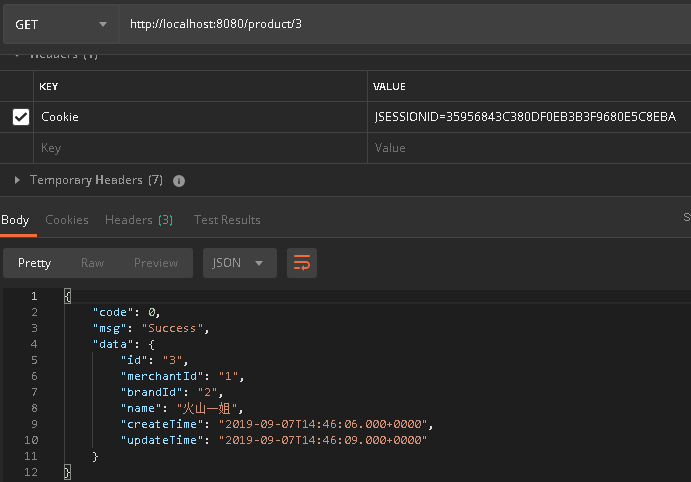 GET http://localhost:8080/product/3
Headers (1)
KEY VALUE
Cookie JSESSIONID=35956843C380DF0EB3B3F9680E5C8EBA
Key Value
Temporary Headers (7) i
Body Cookies Headers (3) Test Results S
Pretty Raw Preview JSON
1 {
2 "code": 0,
3 "msg": "Success",
4 "data": {
5 "id": "3",
6 "merchantId": "1",
7 "brandId": "2",
8 "name": "火山一姐",
9 "createTime": "2019-09-07T14:46:06.000+0000",
10 "updateTime": "2019-09-07T14:46:09.000+0000"
11 }
12 }